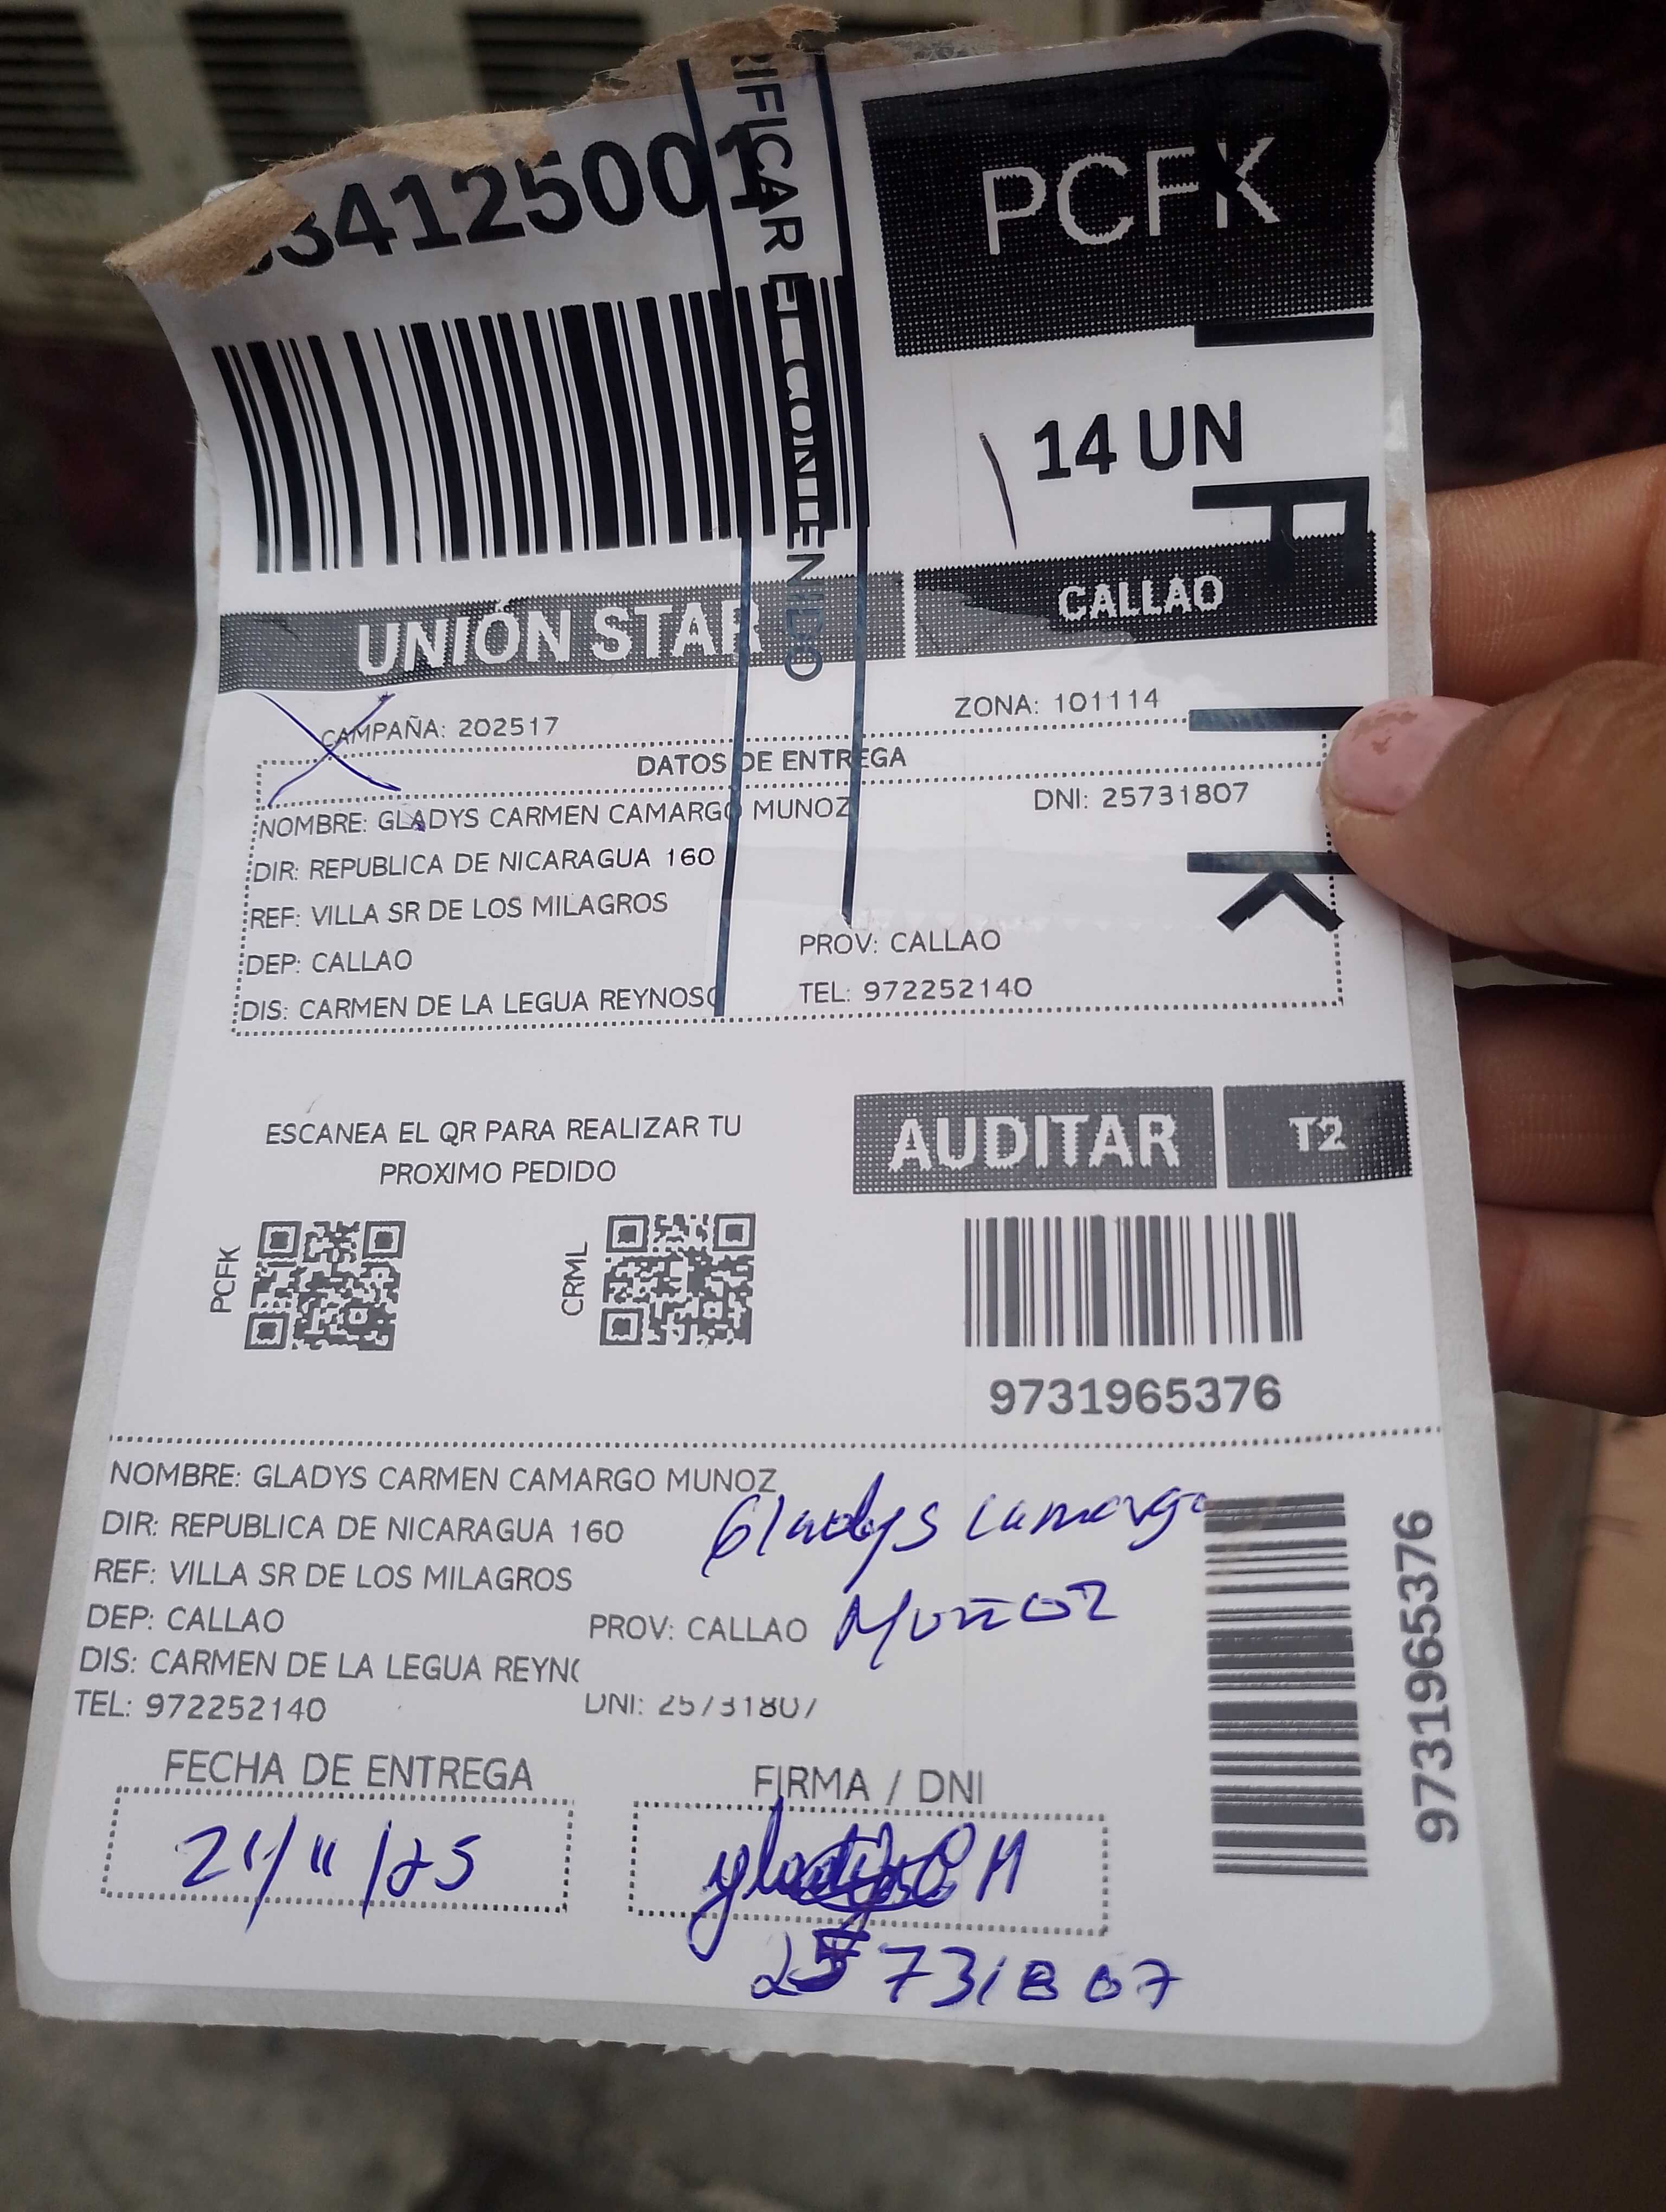 34125001
PCFK
VERIFICAR EL CONTENIDO
14 UN
UNIÓN STAR
CALLAO
CAMPAÑA: 202517
ZONA: 101114
DATOS DE ENTREGA
NOMBRE: GLADYS CARMEN CAMARGO MUNOZ
DNI: 25731807
DIR: REPUBLICA DE NICARAGUA 160
REF: VILLA SR DE LOS MILAGROS
DEP: CALLAO
PROV: CALLAO
DIS: CARMEN DE LA LEGUA REYNOSO
TEL: 972252140
ESCANEA EL QR PARA REALIZAR TU
PROXIMO PEDIDO
AUDITAR
T2
PCFK
CRML
9731965376
NOMBRE: GLADYS CARMEN CAMARGO MUNOZ
Gladys Camargo
DIR: REPUBLICA DE NICARAGUA 160
REF: VILLA SR DE LOS MILAGROS
DEP: CALLAO
PROV: CALLAO
Muñoz
DIS: CARMEN DE LA LEGUA REYN
TEL: 972252140
DNI: 25731807
9731965376
FECHA DE ENTREGA
FIRMA / DNI
21/11/25
25731807